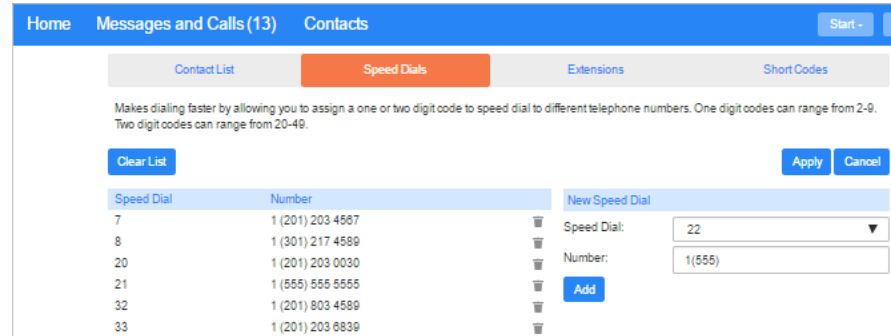 Home Messages and Calls (13) Contacts Start -
Contact List Speed Dials Extensions Short Codes
Makes dialing faster by allowing you to assign a one or two digit code to speed dial to different telephone numbers. One digit codes can range from 2-9.
Two digit codes can range from 20-49.
Clear List Apply Cancel
Speed Dial Number New Speed Dial
7 1 (201) 203 4567 Speed Dial: 22
8 1 (301) 217 4589
20 1 (201) 203 0030 Number: 1(555)
21 1 (555) 555 5555 Add
32 1 (201) 803 4589
33 1 (201) 203 6839